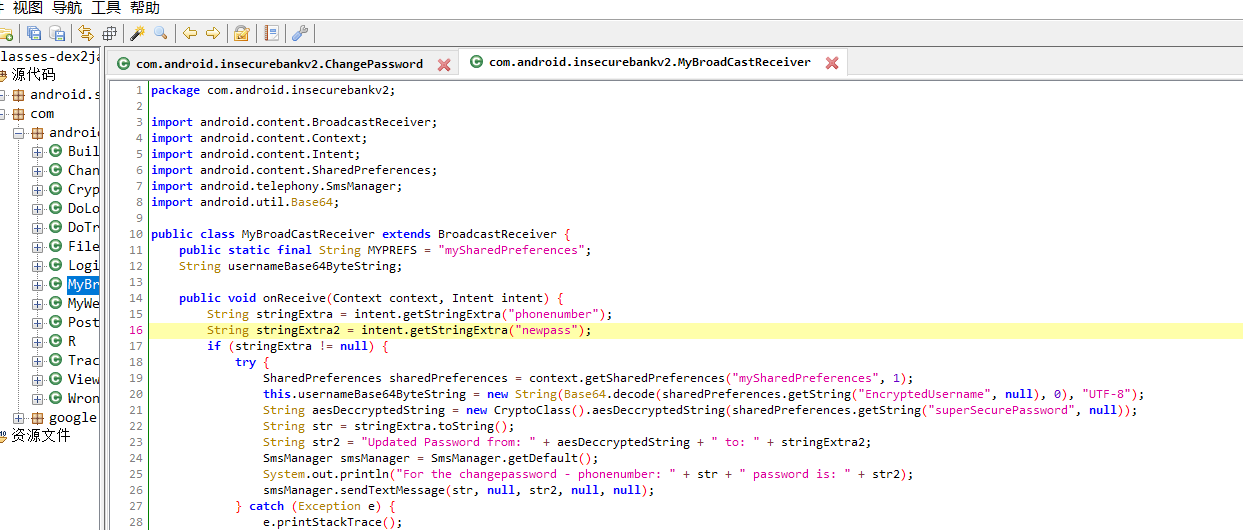 视图 导航 工具 帮助
com.android.insecurebankv2.ChangePassword com.android.insecurebankv2.MyBroadCastReceiver
lasses-dex2ja
源代码
android.s
com
androi
Buil
Chan
Cryp
DoLo
DoTr
File
Logi
MyBr
MyWe
Post
R
Trac
View
Wron
google
资源文件
1 package com.android.insecurebankv2;
2
3 import android.content.BroadcastReceiver;
4 import android.content.Context;
5 import android.content.Intent;
6 import android.content.SharedPreferences;
7 import android.telephony.SmsManager;
8 import android.util.Base64;
9
10 public class MyBroadCastReceiver extends BroadcastReceiver {
11 public static final String MYPREFS = "mySharedPreferences";
12 String usernameBase64ByteString;
13
14 public void onReceive(Context context, Intent intent) {
15 String stringExtra = intent.getStringExtra("phonenumber");
16 String stringExtra2 = intent.getStringExtra("newpass");
17 if (stringExtra != null) {
18 try {
19 SharedPreferences sharedPreferences = context.getSharedPreferences("mySharedPreferences", 1);
20 this.usernameBase64ByteString = new String(Base64.decode(sharedPreferences.getString("EncryptedUsername", null), 0), "UTF-8");
21 String aesDeccryptedString = new CryptoClass().aesDeccryptedString(sharedPreferences.getString("superSecurePassword", null));
22 String str = stringExtra.toString();
23 String str2 = "Updated Password from: " + aesDeccryptedString + " to: " + stringExtra2;
24 SmsManager smsManager = SmsManager.getDefault();
25 System.out.println("For the changepassword - phonenumber: " + str + " password is: " + str2);
26 smsManager.sendTextMessage(str, null, str2, null, null);
27 } catch (Exception e) {
28 e.printStackTrace();